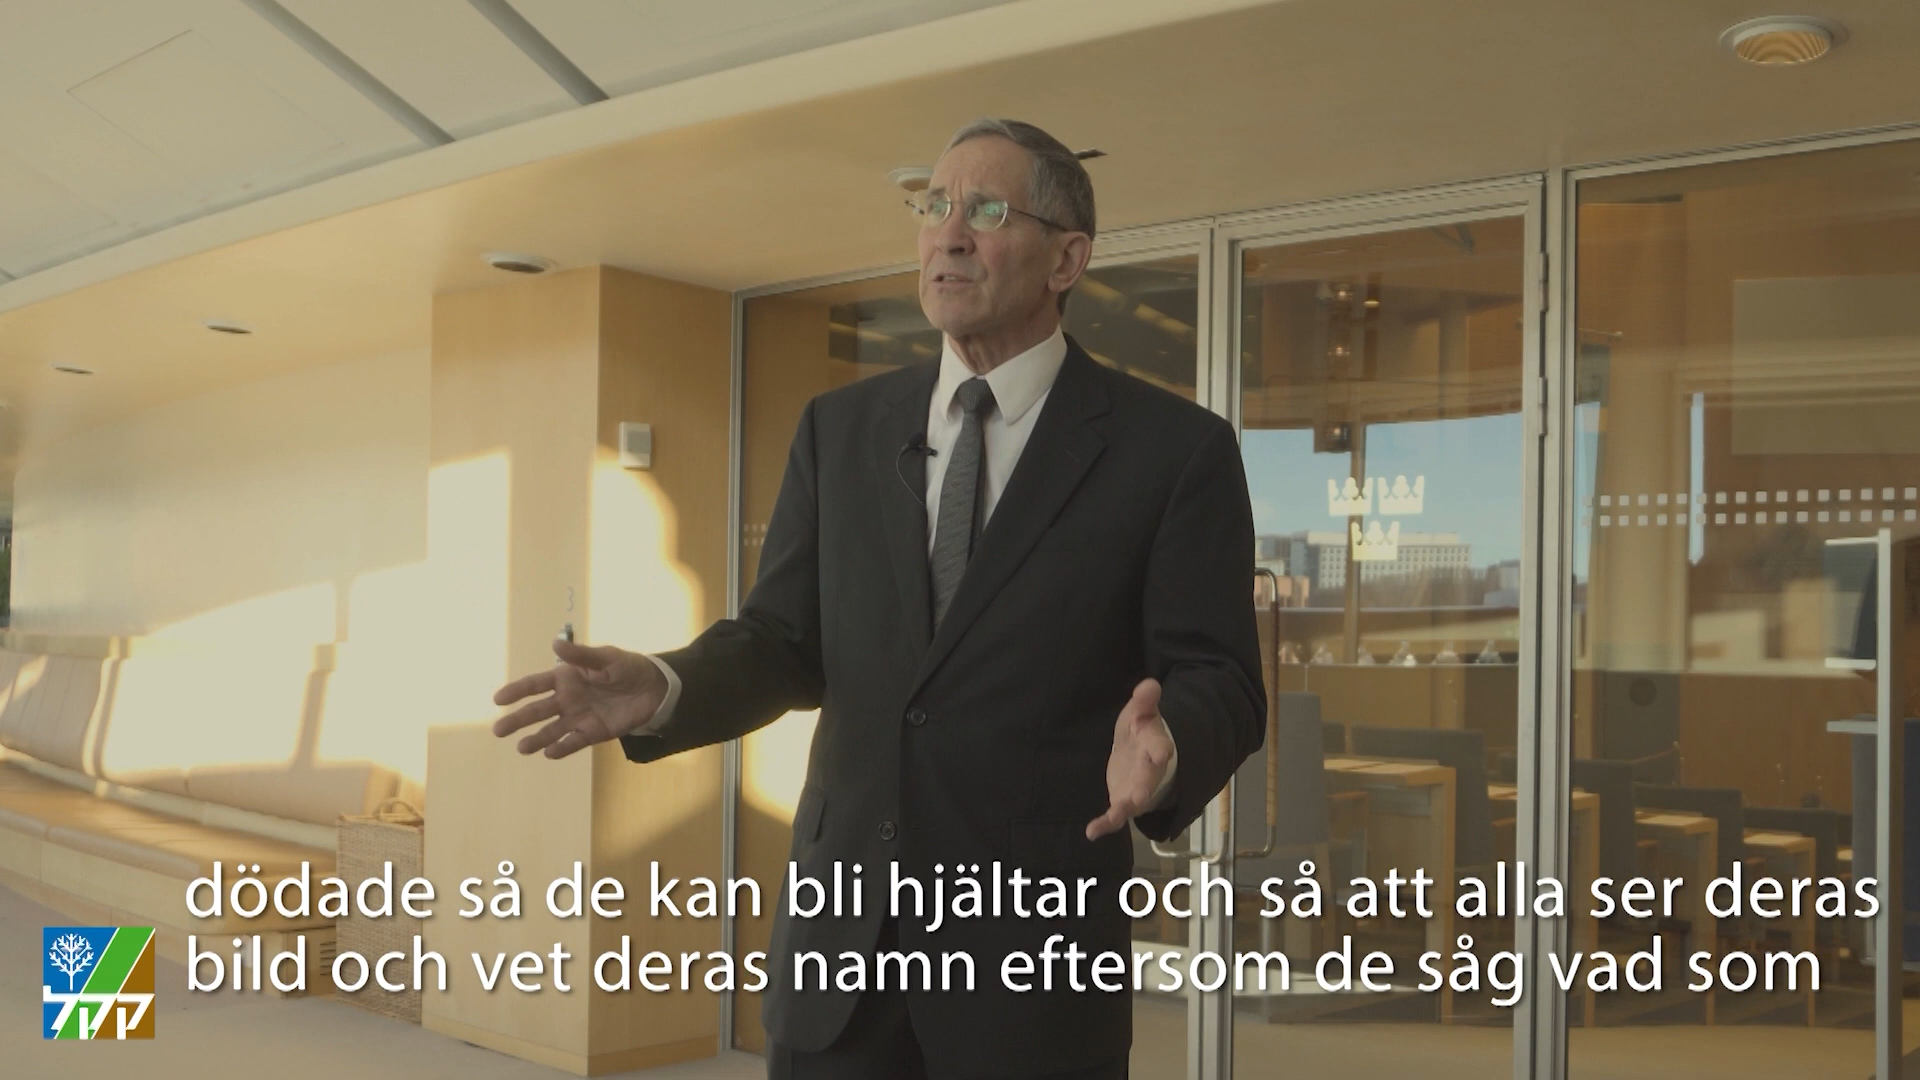 dödade så de kan bli hjältar och så att alla ser deras
bild och vet deras namn eftersom de såg vad som
קקל